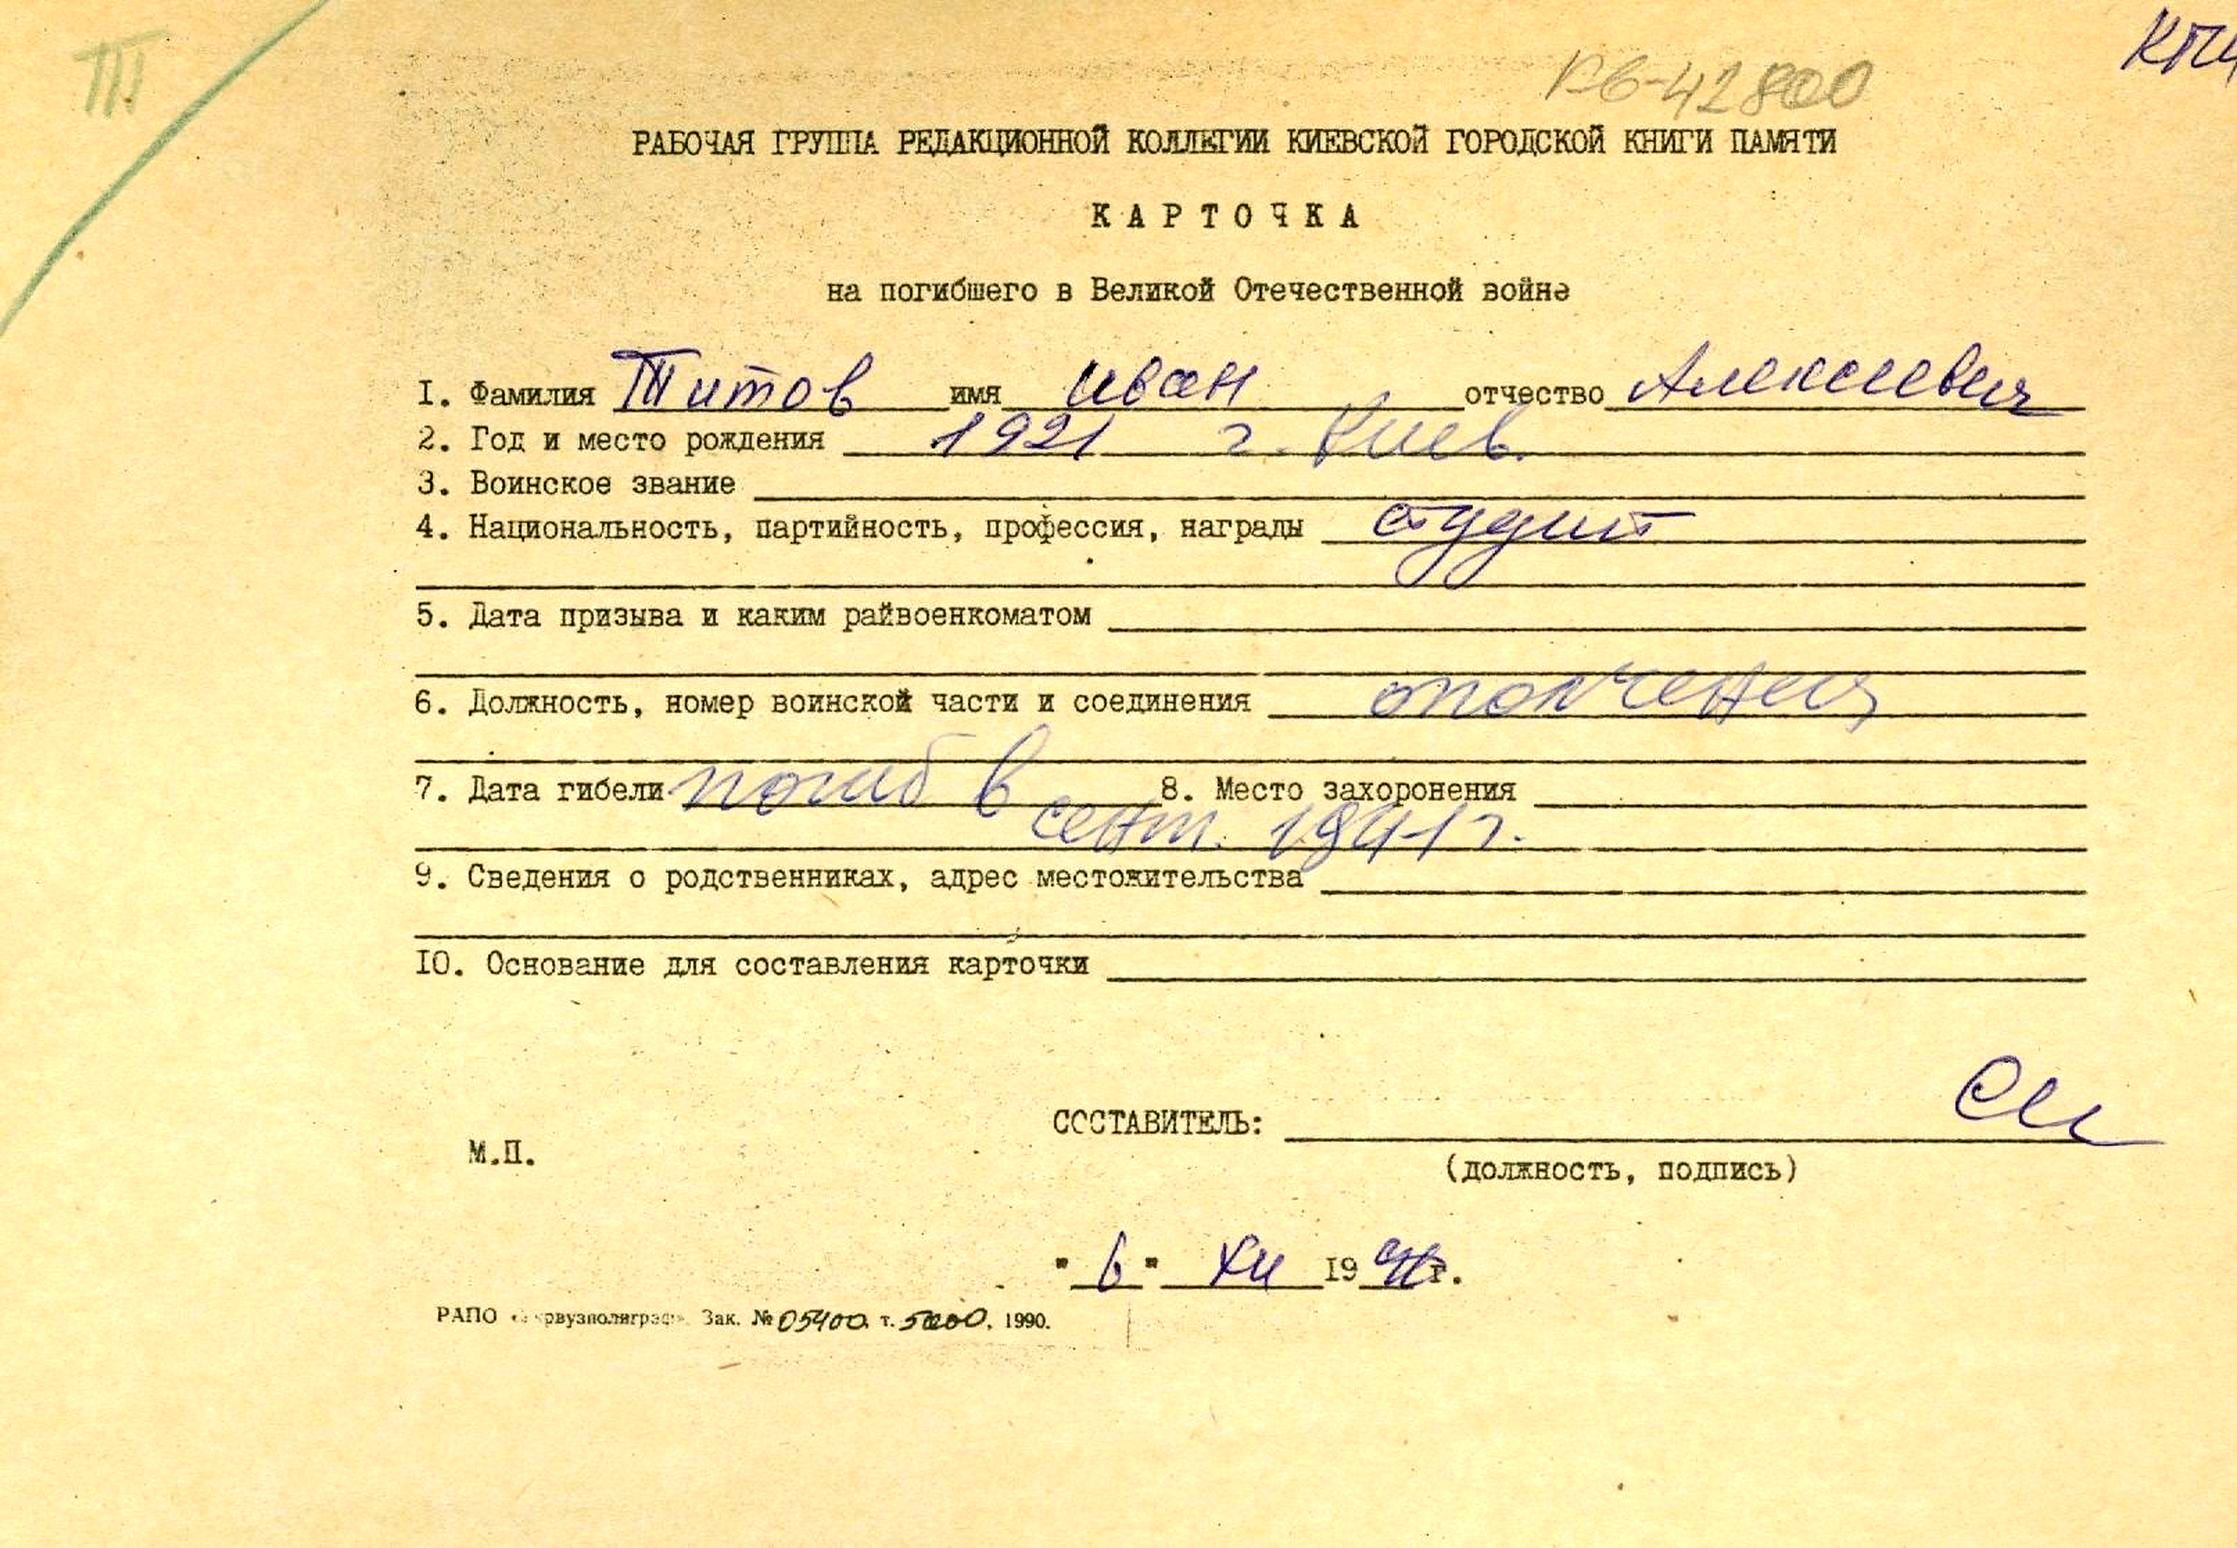 Т
Кв-42800
РАБОЧАЯ ГРУППА РЕДАКЦИОННОЙ КОЛЛЕГИИ КИЕВСКОЙ ГОРОДСКОЙ КНИГИ ПАМЯТИ
КАРТОЧКА
на погибшего в Великой Отечественной войне
1. Фамилия Титов имя Иван отчество Алексеевич
2. Год и место рождения 1921 г. Киев.
3. Воинское звание
4. Национальность, партийность, профессия, награды студент
5. Дата призыва и каким райвоенкоматом
6. Должность, номер воинской части и соединения ополченец
7. Дата гибели погиб в 8. Место захоронения
сент. 1941 г.
9. Сведения о родственниках, адрес местожительства
10. Основание для составления карточки
СОСТАВИТЕЛЬ:
М.П.
(должность, подпись)
"6" XII 19 г.
РАПО Зак. № 05400 т. 5000, 1990.